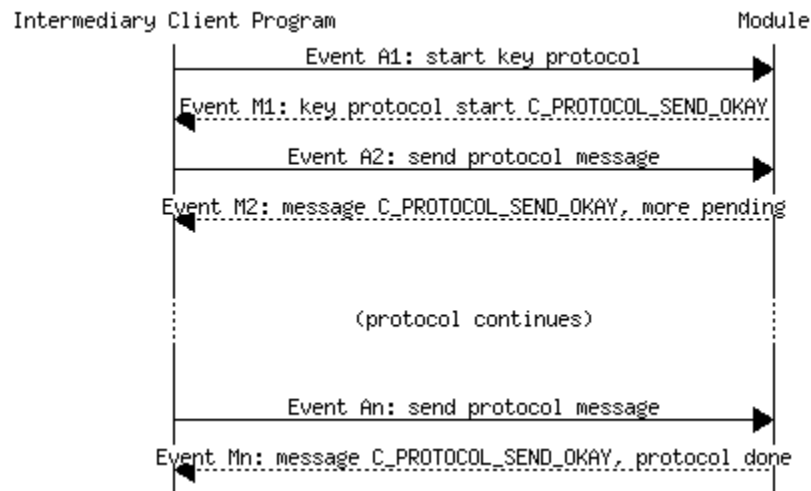 Intermediary Client Program Module
Event A1: start key protocol
Event M1: key protocol start C_PROTOCOL_SEND_OKAY
Event A2: send protocol message
Event M2: message C_PROTOCOL_SEND_OKAY, more pending
(protocol continues)
Event An: send protocol message
Event Mn: message C_PROTOCOL_SEND_OKAY, protocol done